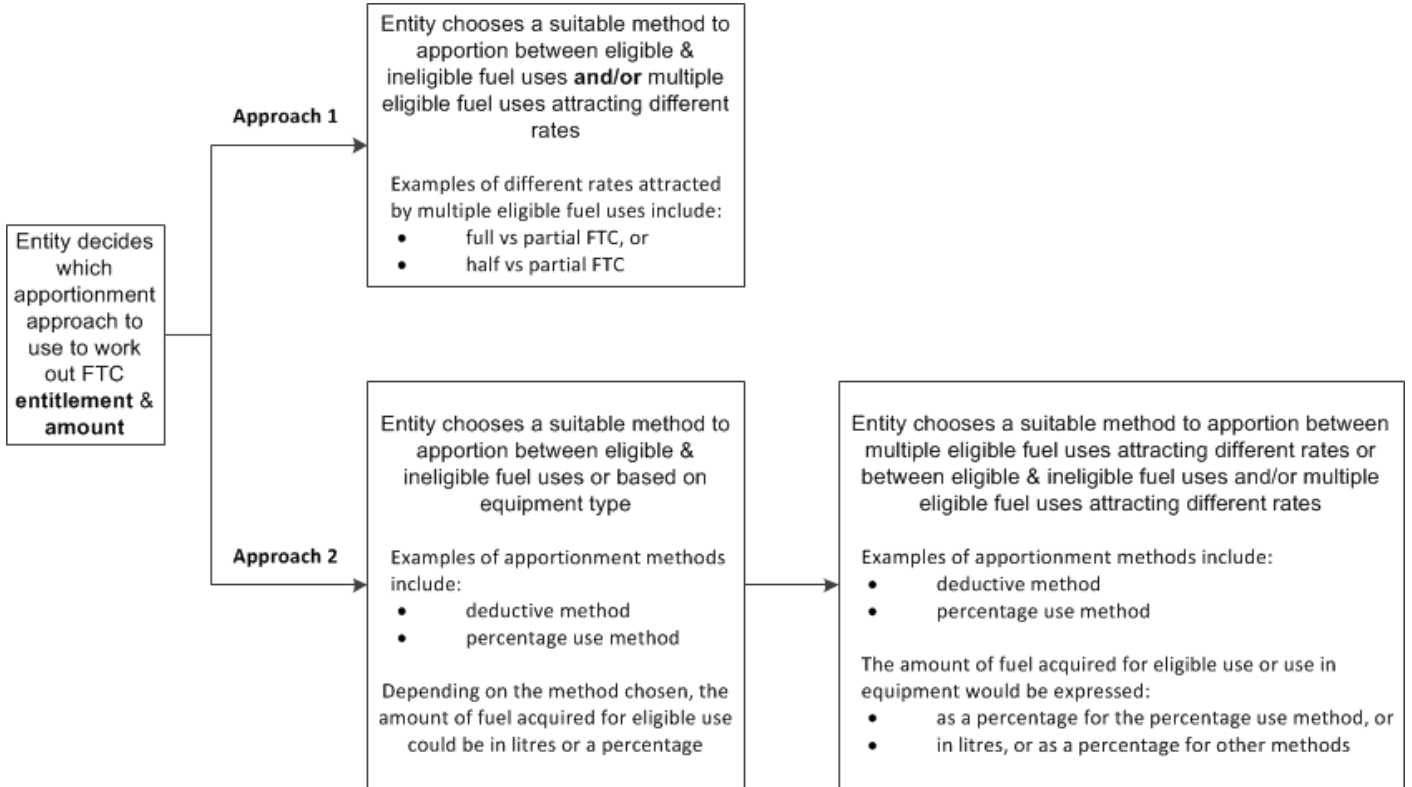 Entity decides
which
apportionment
approach to
use to work
out FTC
entitlement &
amount
Approach 1
Entity chooses a suitable method to
apportion between eligible &
ineligible fuel uses and/or multiple
eligible fuel uses attracting different
rates
Examples of different rates attracted
by multiple eligible fuel uses include:
• full vs partial FTC, or
• half vs partial FTC
Approach 2
Entity chooses a suitable method to
apportion between eligible &
ineligible fuel uses or based on
equipment type
Examples of apportionment methods
include:
• deductive method
• percentage use method
Depending on the method chosen, the
amount of fuel acquired for eligible use
could be in litres or a percentage
Entity chooses a suitable method to apportion between
multiple eligible fuel uses attracting different rates or
between eligible & ineligible fuel uses and/or multiple
eligible fuel uses attracting different rates
Examples of apportionment methods include:
• deductive method
• percentage use method
The amount of fuel acquired for eligible use or use in
equipment would be expressed:
• as a percentage for the percentage use method, or
• in litres, or as a percentage for other methods